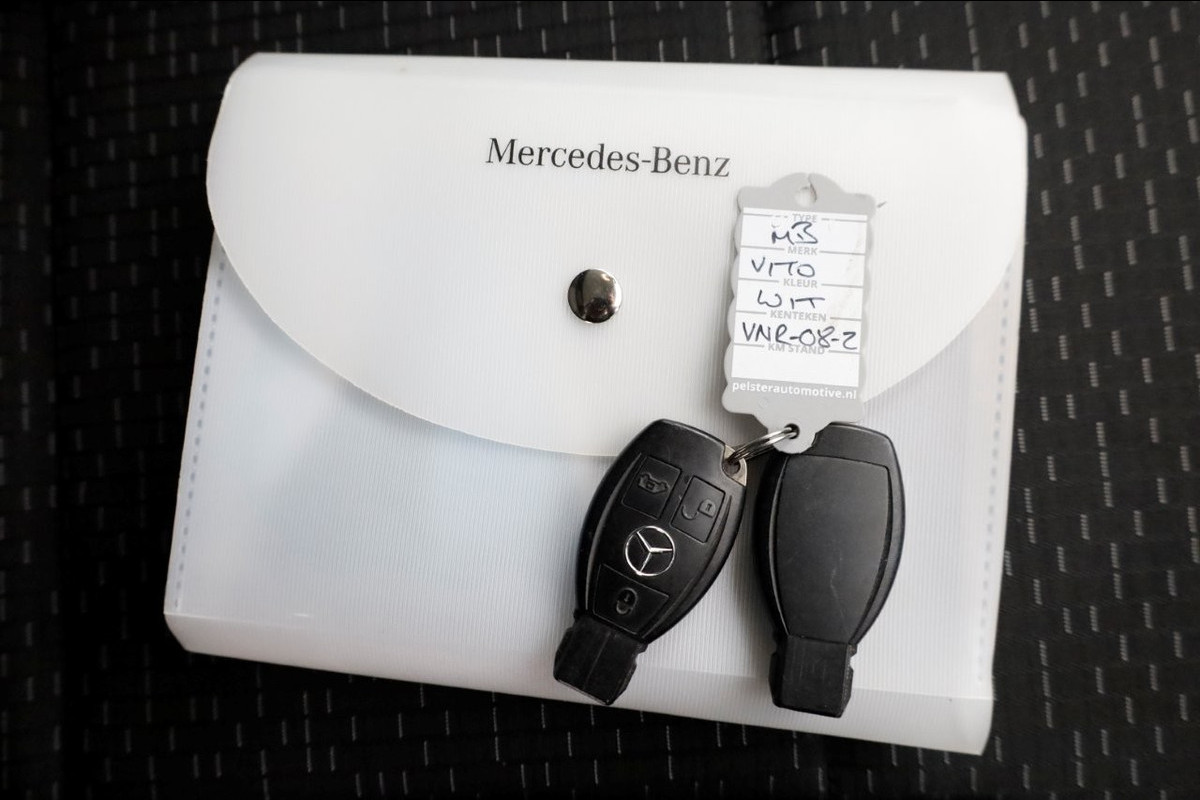 Mercedes-Benz
TYPE
MB
MERK
VITO
KLEUR
WIT
KENTEKEN
VNR-08-Z
KM STAND
pelsterautomotive.nl